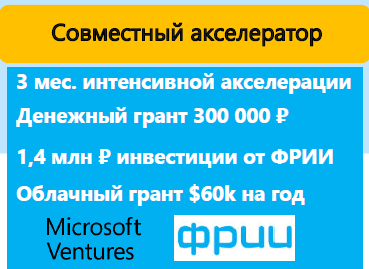 Совместный акселератор
3 мес. интенсивной акселерации
Денежный грант 300 000 ₽
1,4 млн ₽ инвестиции от ФРИИ
Облачный грант $60k на год
Microsoft
Ventures
фрии